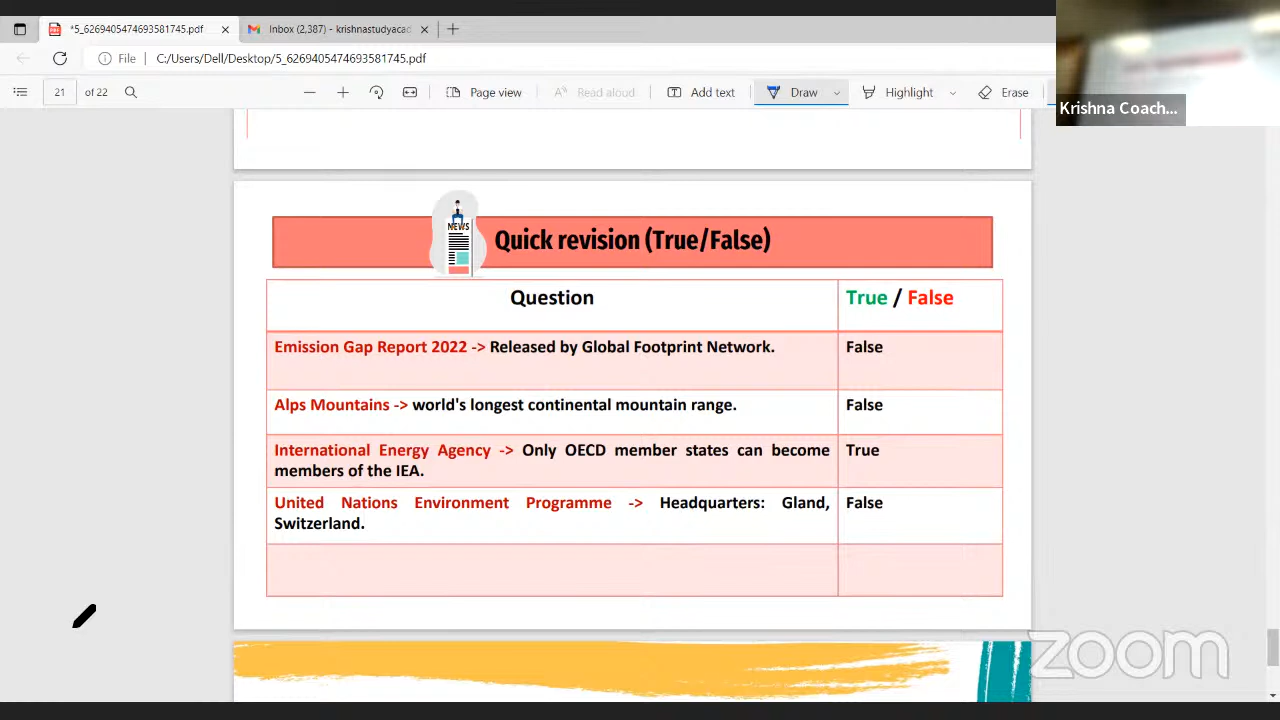 *5_6269405474693581745.pdf
Inbox (2,387) - krishnastudyacad
File
C:/Users/Dell/Desktop/5_6269405474693581745.pdf
21
of 22
Page view
Read aloud
Add text
Draw
Highlight
Erase
Krishna Coach...
NEWS
Quick revision (True/False)
Question
True / False
Emission Gap Report 2022 -> Released by Global Footprint Network.
False
Alps Mountains -> world's longest continental mountain range.
False
International Energy Agency -> Only OECD member states can become
members of the IEA.
True
United Nations Environment Programme -> Headquarters: Gland,
Switzerland.
False
zoom